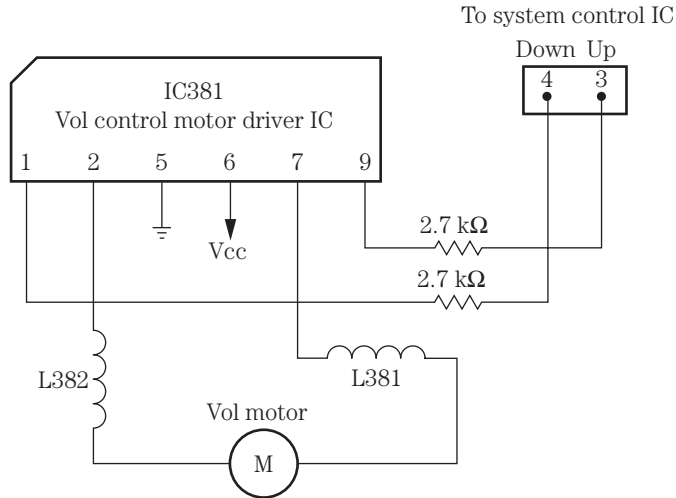 To system control IC
Down Up
4 3
IC381
Vol control motor driver IC
1 2 5 6 7 9
Vcc
2.7 kΩ
2.7 kΩ
L382
L381
Vol motor
M